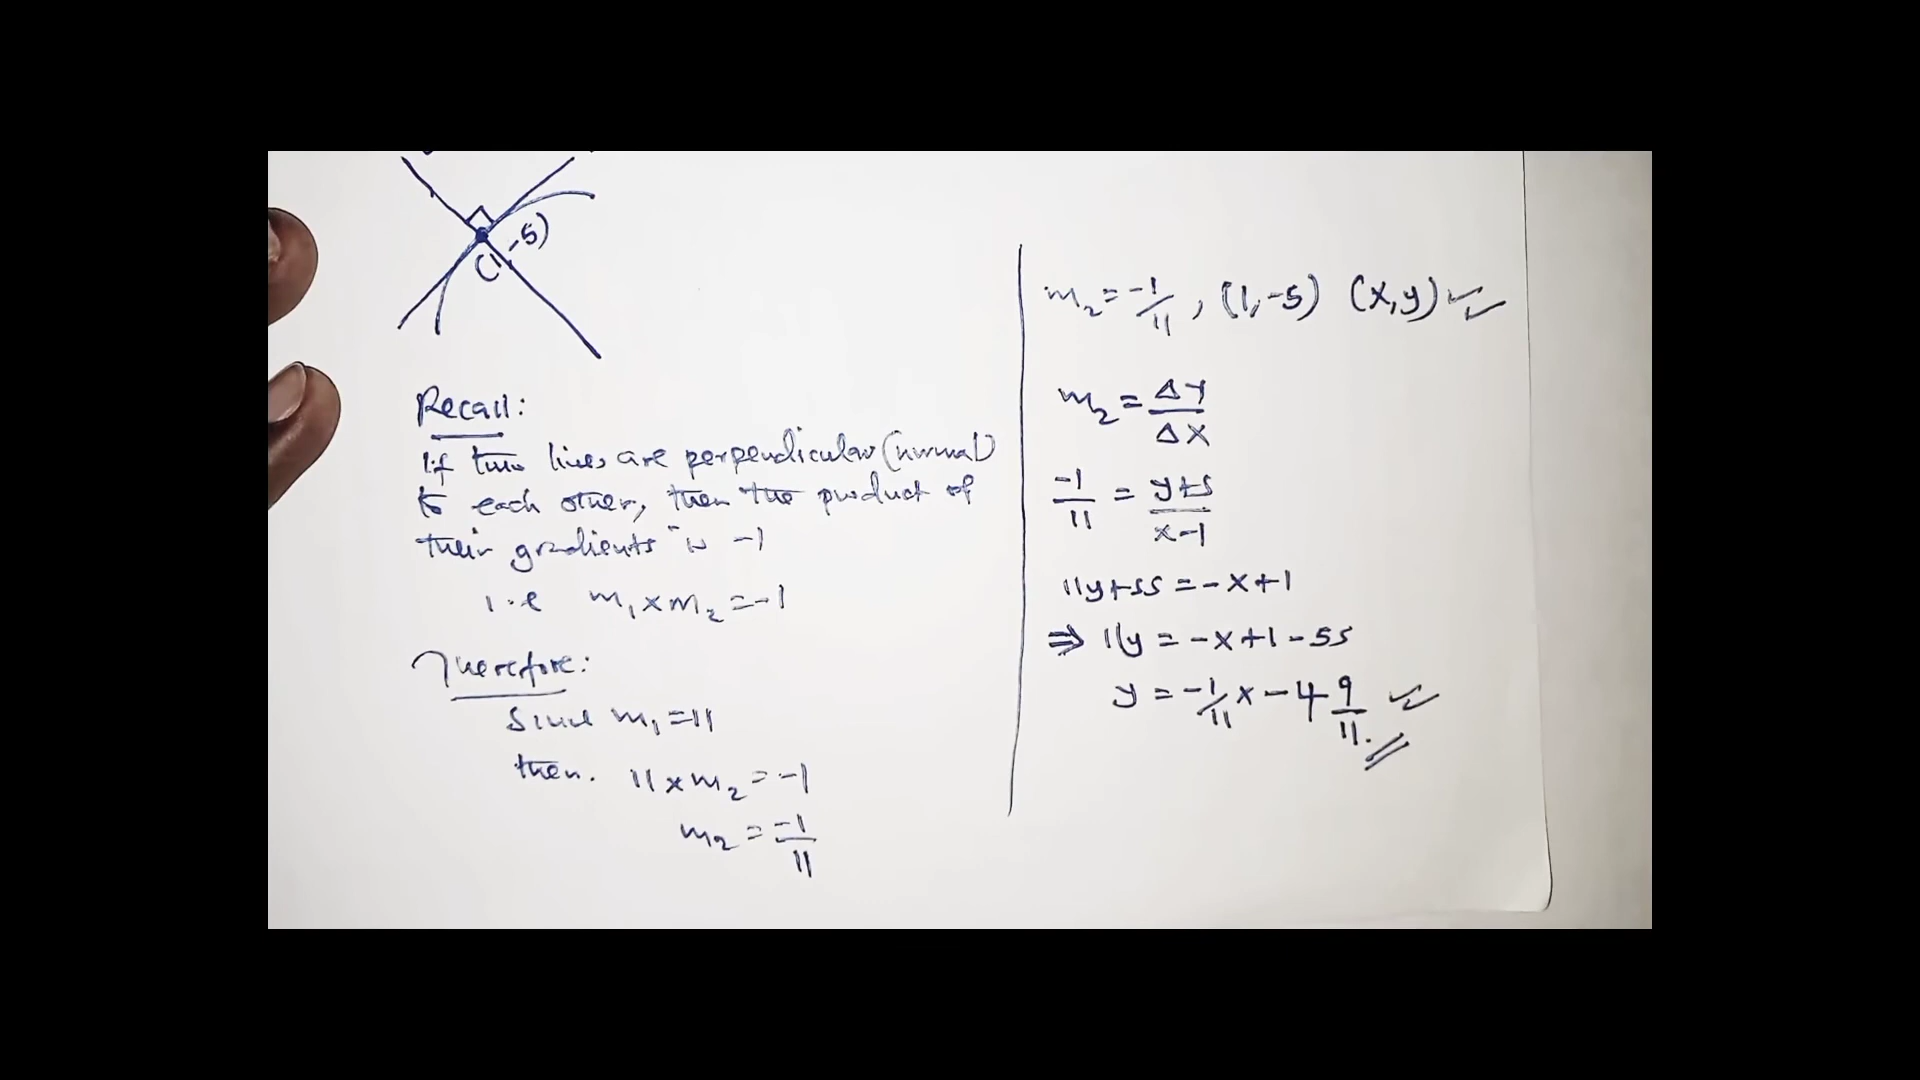 (1, -5)
Recall:
If two lines are perpendicular (normal)
to each other, then the product of
their gradients is -1
i.e m₁ x m₂ = -1
Therefore:
Since m₁ = 11
then. 11 x m₂ = -1
m₂ = -1/11
m₂ = -1/11, (1, -5) (x, y)
m₂ = Δy/Δx
-1/11 = y+5/x-1
11y+55 = -x+1
⇒ 11y = -x+1-55
y = -1/11 x - 4 9/11.